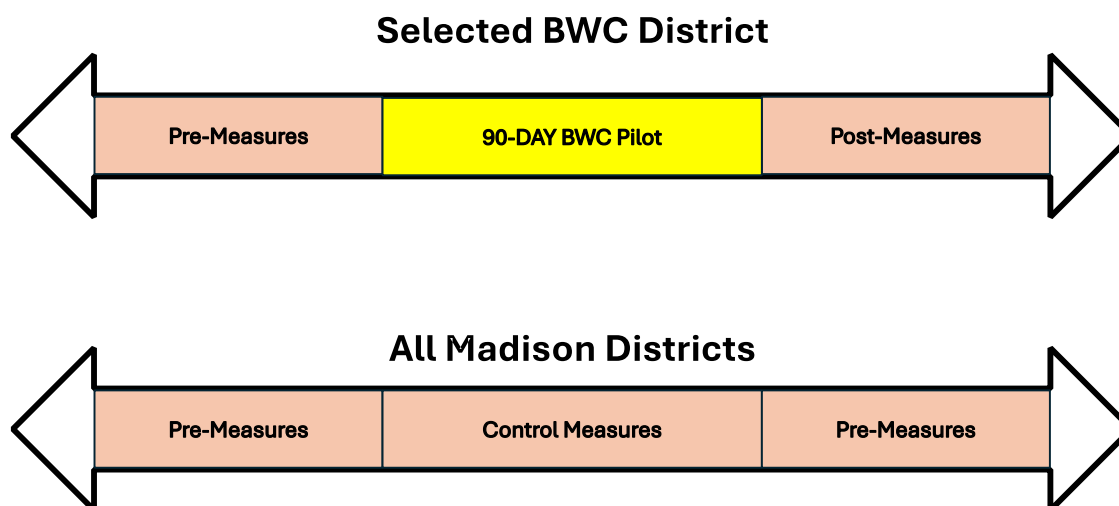 Selected BWC District
Pre-Measures
90-DAY BWC Pilot
Post-Measures
All Madison Districts
Pre-Measures
Control Measures
Pre-Measures